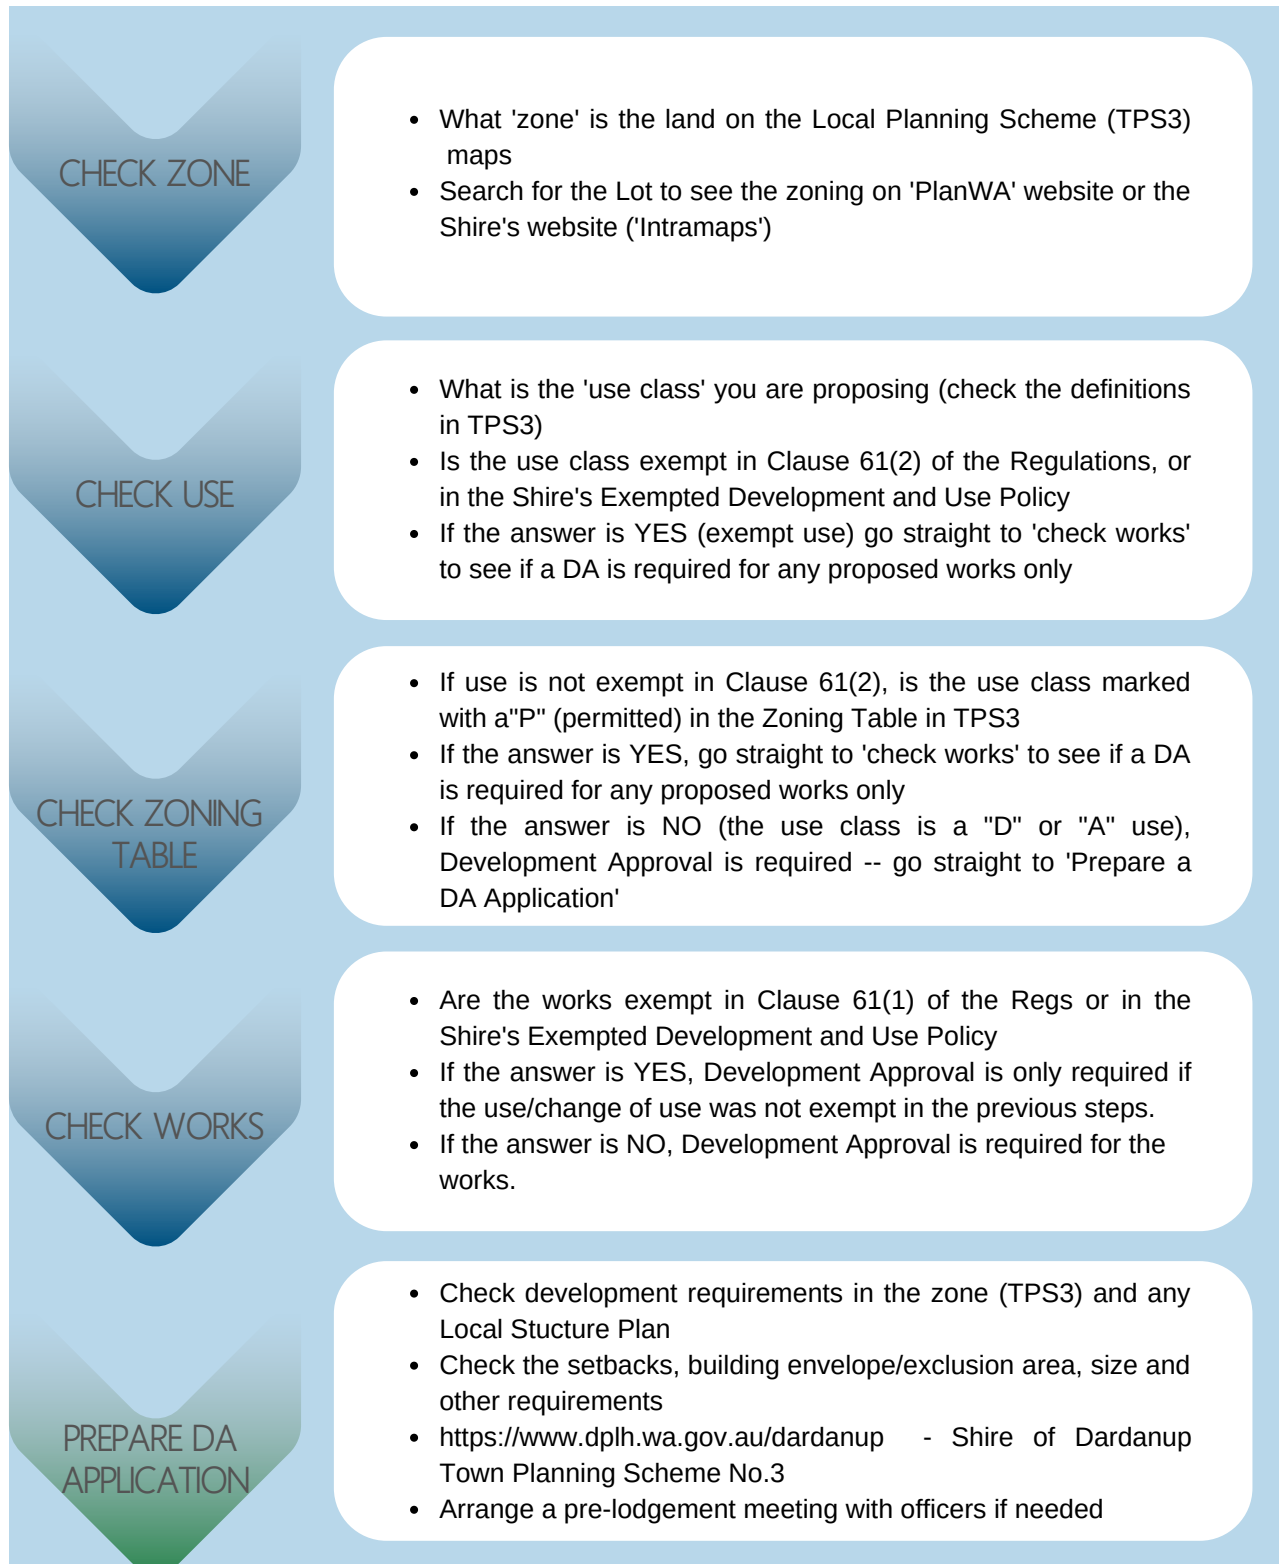 CHECK ZONE
• What 'zone' is the land on the Local Planning Scheme (TPS3)
maps
• Search for the Lot to see the zoning on 'PlanWA' website or the
Shire's website ('Intramaps')
CHECK USE
• What is the 'use class' you are proposing (check the definitions
in TPS3)
• Is the use class exempt in Clause 61(2) of the Regulations, or
in the Shire's Exempted Development and Use Policy
• If the answer is YES (exempt use) go straight to 'check works'
to see if a DA is required for any proposed works only
CHECK ZONING
TABLE
• If use is not exempt in Clause 61(2), is the use class marked
with a"P" (permitted) in the Zoning Table in TPS3
• If the answer is YES, go straight to 'check works' to see if a DA
is required for any proposed works only
• If the answer is NO (the use class is a "D" or "A" use),
Development Approval is required -- go straight to 'Prepare a
DA Application'
CHECK WORKS
• Are the works exempt in Clause 61(1) of the Regs or in the
Shire's Exempted Development and Use Policy
• If the answer is YES, Development Approval is only required if
the use/change of use was not exempt in the previous steps.
• If the answer is NO, Development Approval is required for the
works.
PREPARE DA
APPLICATION
• Check development requirements in the zone (TPS3) and any
Local Stucture Plan
• Check the setbacks, building envelope/exclusion area, size and
other requirements
• https://www.dplh.wa.gov.au/dardanup - Shire of Dardanup
Town Planning Scheme No.3
• Arrange a pre-lodgement meeting with officers if needed